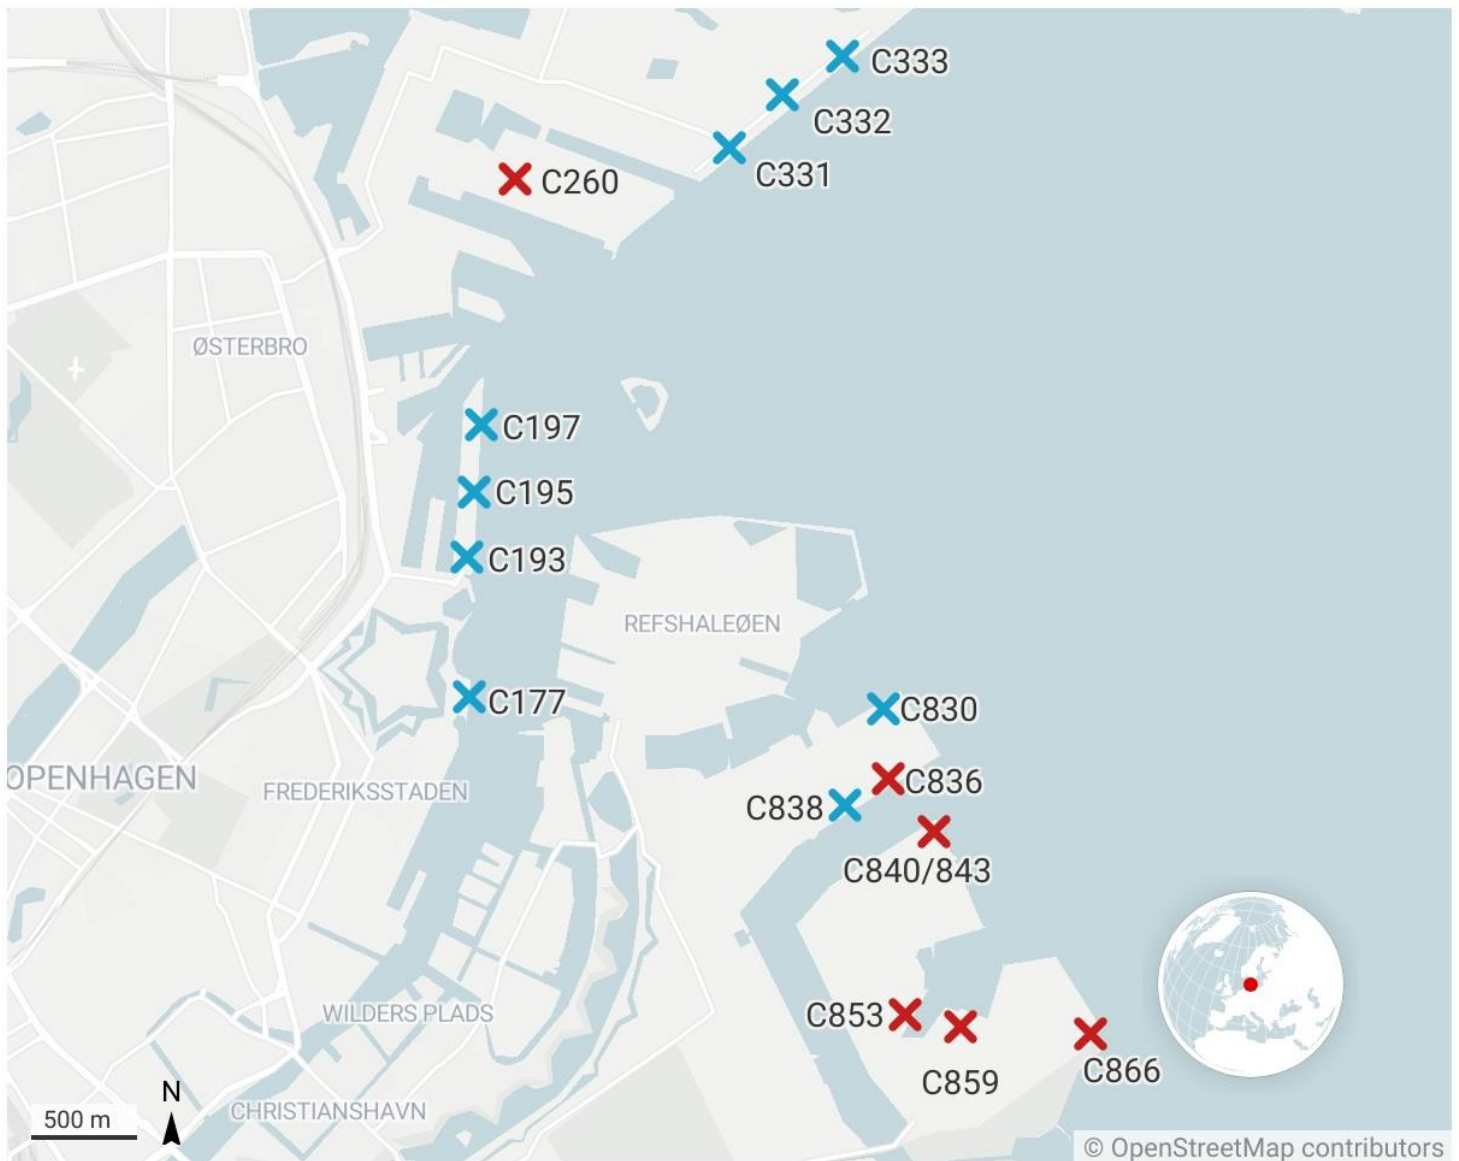 C333
C332
C331
C260
ØSTERBRO
C197
C195
C193
REFSHALEØEN
C177
C830
OPENHAGEN
FREDERIKSSTADEN
C836
C838
C840/843
WILDERS PLADS
C853
C859
C866
N
500 m
CHRISTIANSHAVN
© OpenStreetMap contributors